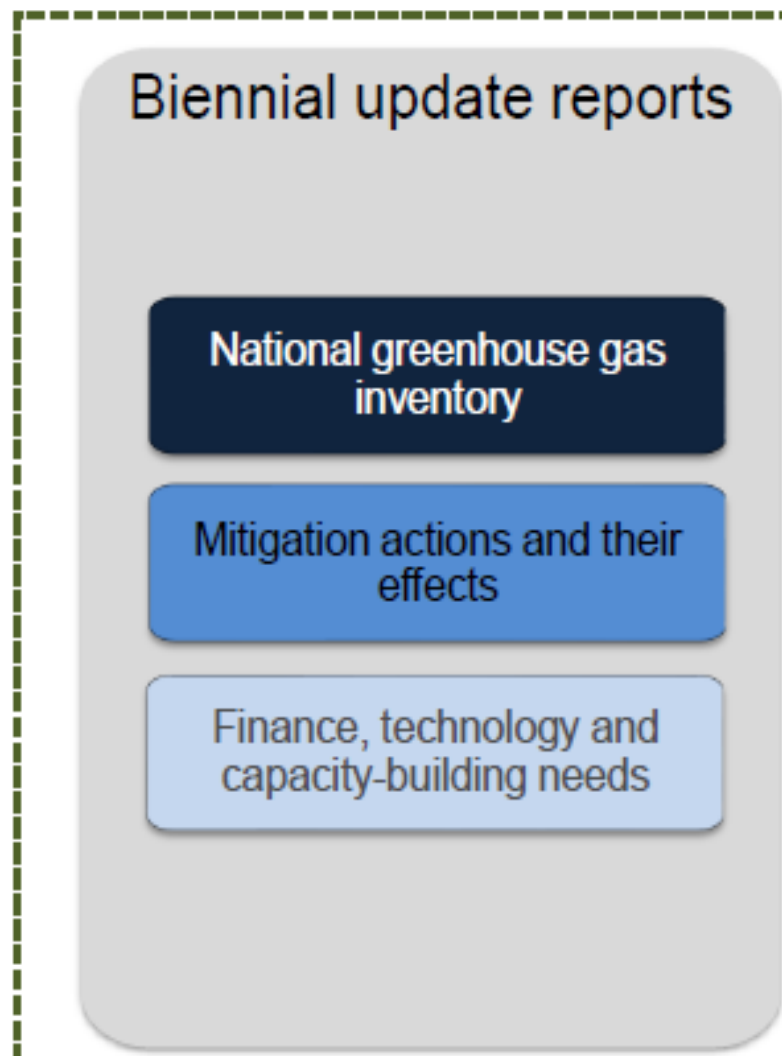 Biennial update reports
National greenhouse gas
inventory
Mitigation actions and their
effects
Finance, technology and
capacity-building needs